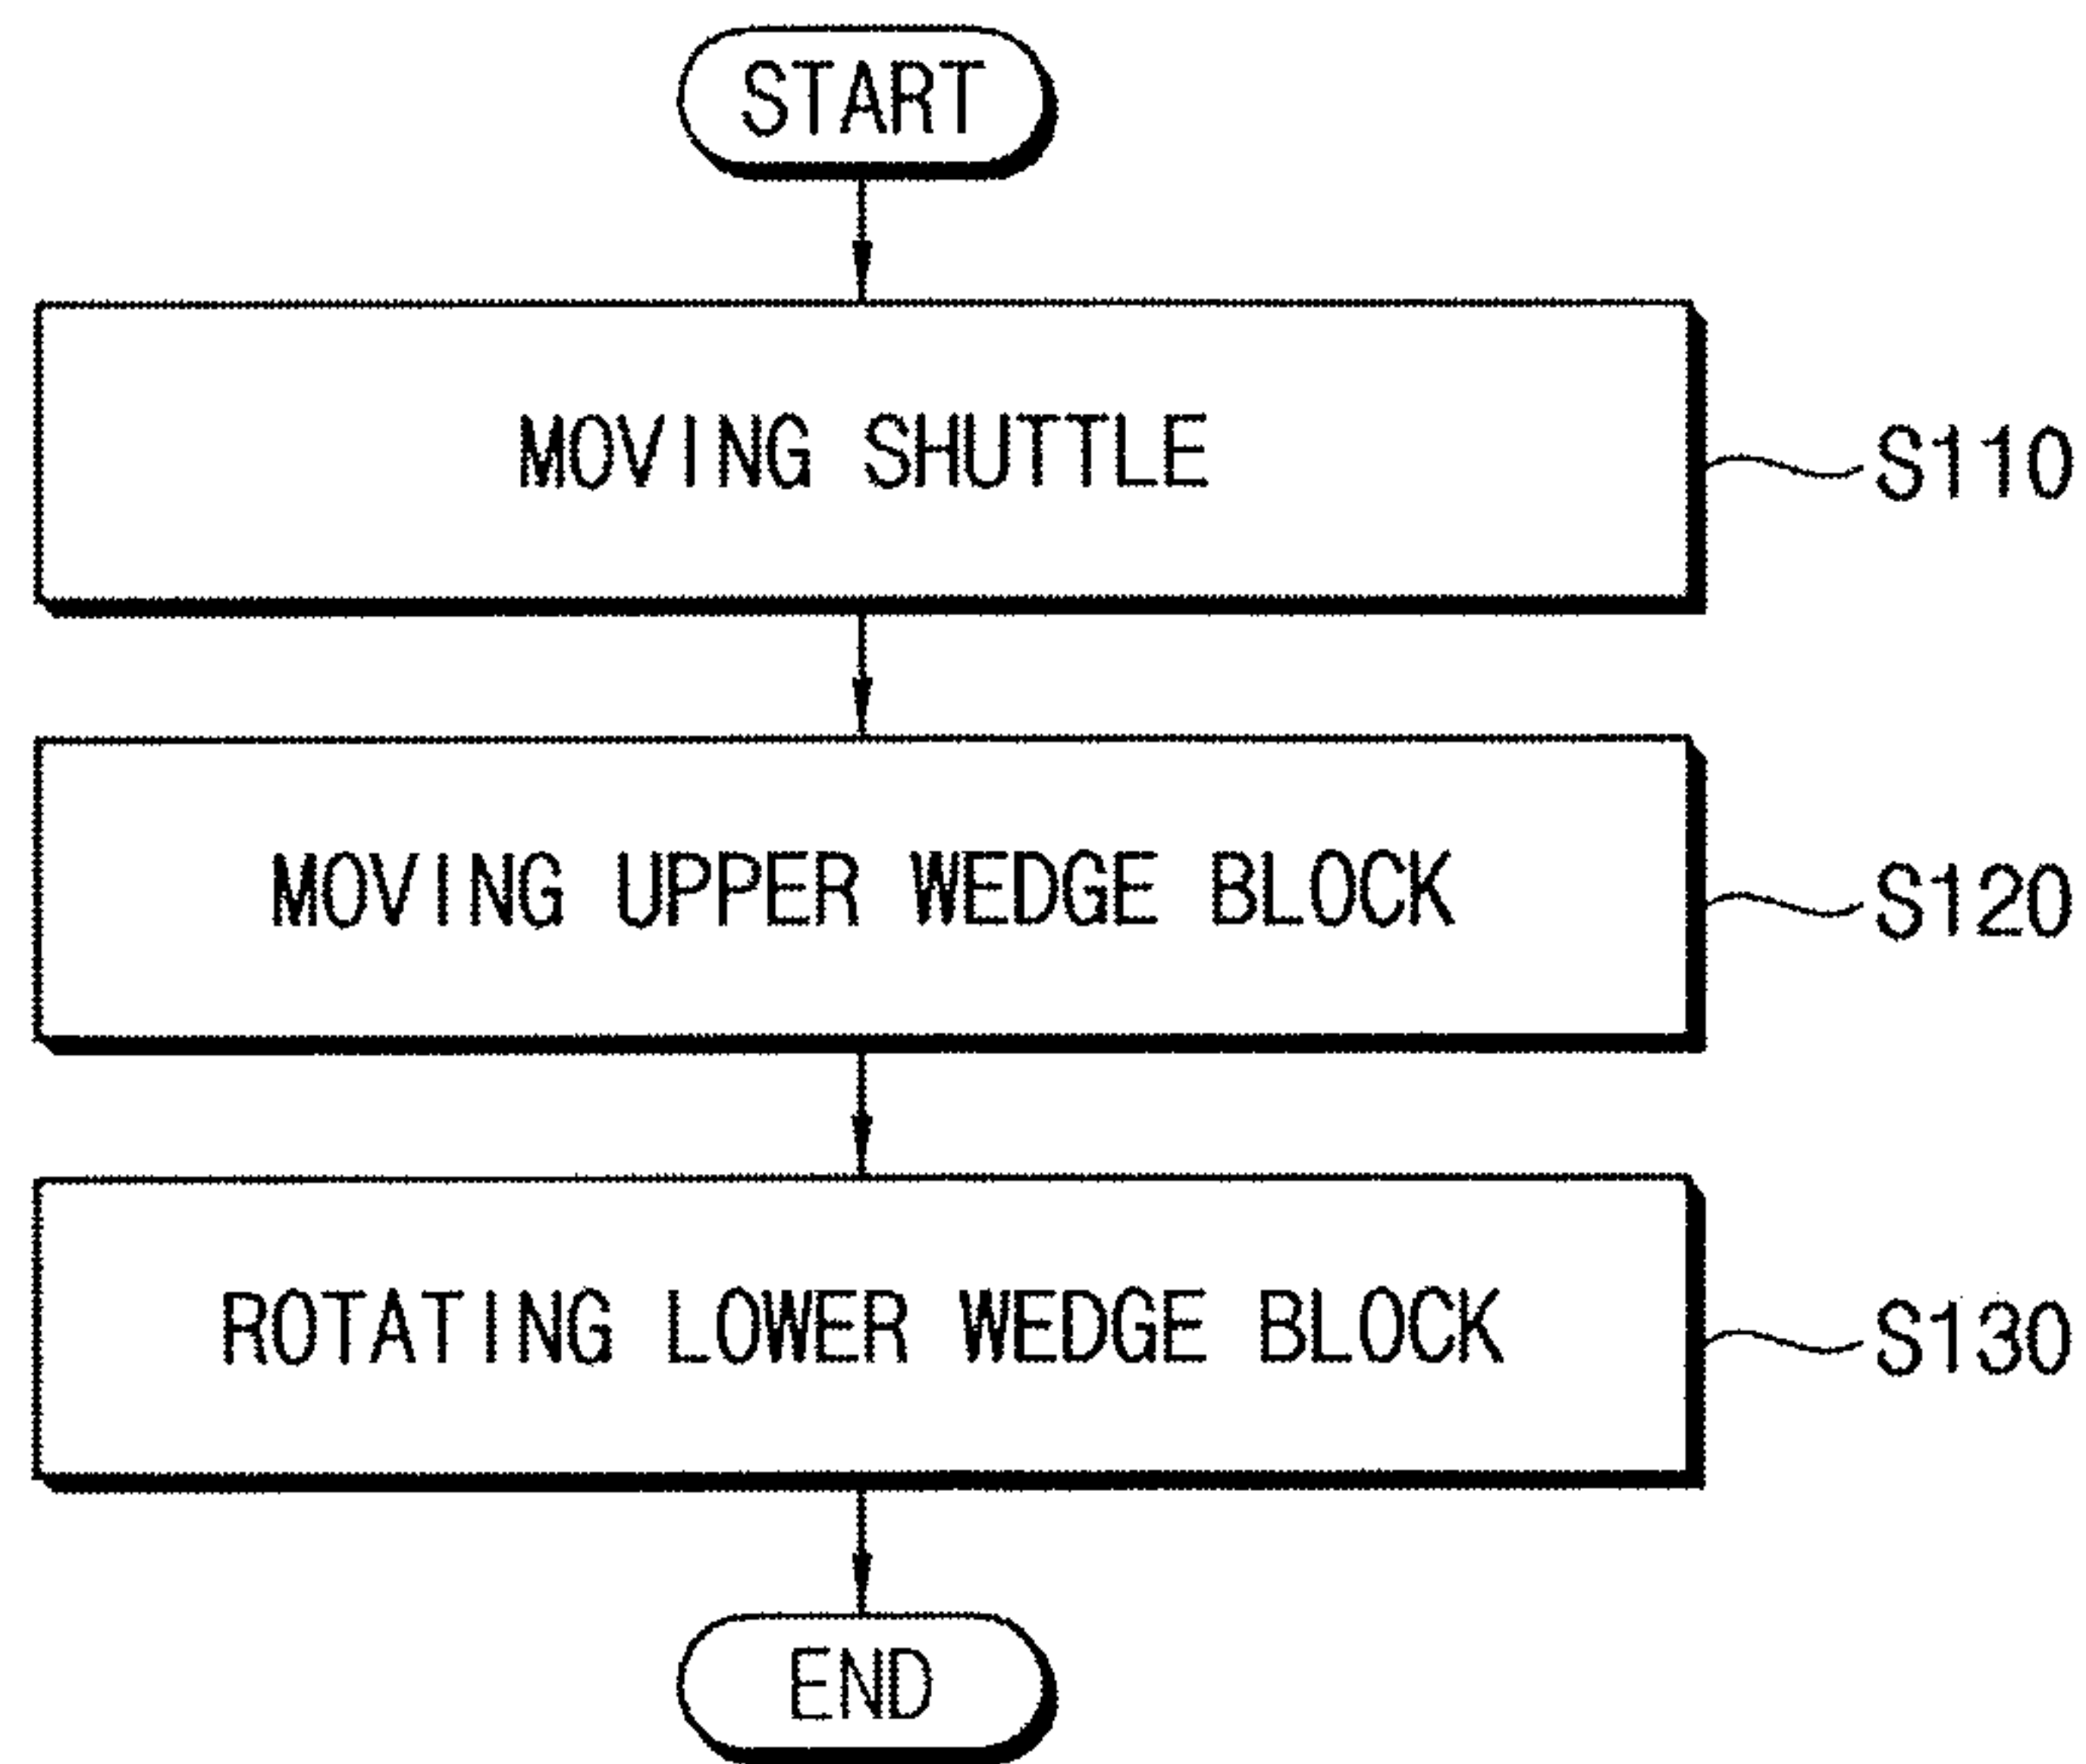 START
MOVING SHUTTLE
S110
MOVING UPPER WEDGE BLOCK
S120
ROTATING LOWER WEDGE BLOCK
S130
END